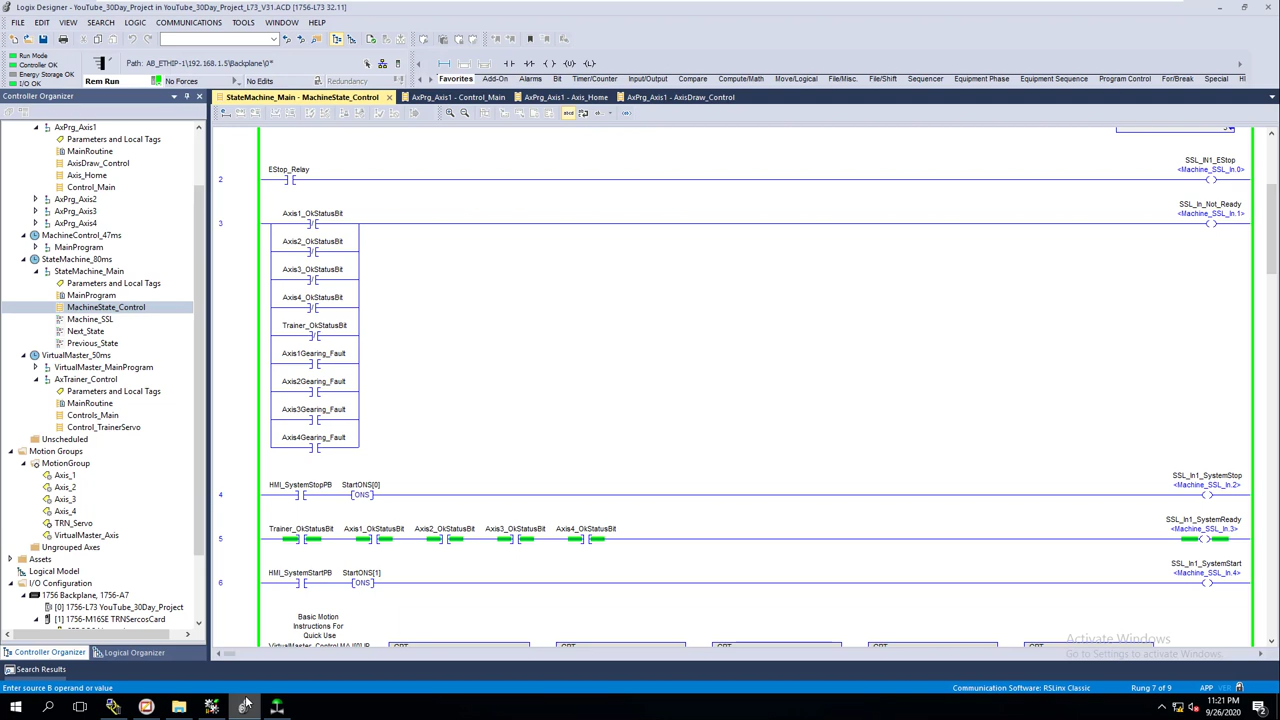 Logix Designer - YouTube_30Day_Project in YouTube_30Day_Project_L73_V31.ACD [1756-L73 32.11]
FILE EDIT VIEW SEARCH LOGIC COMMUNICATIONS TOOLS WINDOW HELP
Run Mode
Controller OK
Energy Storage OK
I/O OK
Path: AB_ETHIP-1\192.168.1.5\Backplane\0*
Rem Run
No Forces
No Edits
Redundancy
Favorites Add-On Alarms Bit Timer/Counter Input/Output Compare Compute/Math Move/Logical File/Misc. File/Shift Sequencer Equipment Phase Equipment Sequence Program Control For/Break Special
Controller Organizer
StateMachine_Main - MachineState_Control
AxPrg_Axis1 - Control_Main
AxPrg_Axis1 - Axis_Home
AxPrg_Axis1 - AxisDraw_Control
AxPrg_Axis1
Parameters and Local Tags
MainRoutine
AxisDraw_Control
Axis_Home
Control_Main
AxPrg_Axis2
AxPrg_Axis3
AxPrg_Axis4
MachineControl_47ms
MainProgram
StateMachine_80ms
StateMachine_Main
Parameters and Local Tags
MainProgram
MachineState_Control
Machine_SSL
Next_State
Previous_State
VirtualMaster_50ms
VirtualMaster_MainProgram
AxTrainer_Control
Parameters and Local Tags
MainRoutine
Controls_Main
Control_TrainerServo
Unscheduled
Motion Groups
MotionGroup
Axis_1
Axis_2
Axis_3
Axis_4
TRN_Servo
VirtualMaster_Axis
Ungrouped Axes
Assets
Logical Model
I/O Configuration
1756 Backplane, 1756-A7
[0] 1756-L73 YouTube_30Day_Project
[1] 1756-M16SE TRNSercosCard
Controller Organizer
Logical Organizer
EStop_Relay
SSL_IN1_EStop
<Machine_SSL_In.0>
2
Axis1_OkStatusBit
SSL_In_Not_Ready
<Machine_SSL_In.1>
3
Axis2_OkStatusBit
Axis3_OkStatusBit
Axis4_OkStatusBit
Trainer_OkStatusBit
Axis1Gearing_Fault
Axis2Gearing_Fault
Axis3Gearing_Fault
Axis4Gearing_Fault
HMI_SystemStopPB StartONS[0]
SSL_In1_SystemStop
<Machine_SSL_In.2>
4 ONS
Trainer_OkStatusBit Axis1_OkStatusBit Axis2_OkStatusBit Axis3_OkStatusBit Axis4_OkStatusBit
SSL_In1_SystemReady
<Machine_SSL_In.3>
5
HMI_SystemStartPB StartONS[1]
SSL_In1_SystemStart
<Machine_SSL_In.4>
6 ONS
Basic Motion
Instructions For
Quick Use
Activate Windows
Go to Settings to activate Windows.
Search Results
Enter source B operand or value
Communication Software: RSLinx Classic
Rung 7 of 9
APP
VER
11:21 PM
9/26/2020